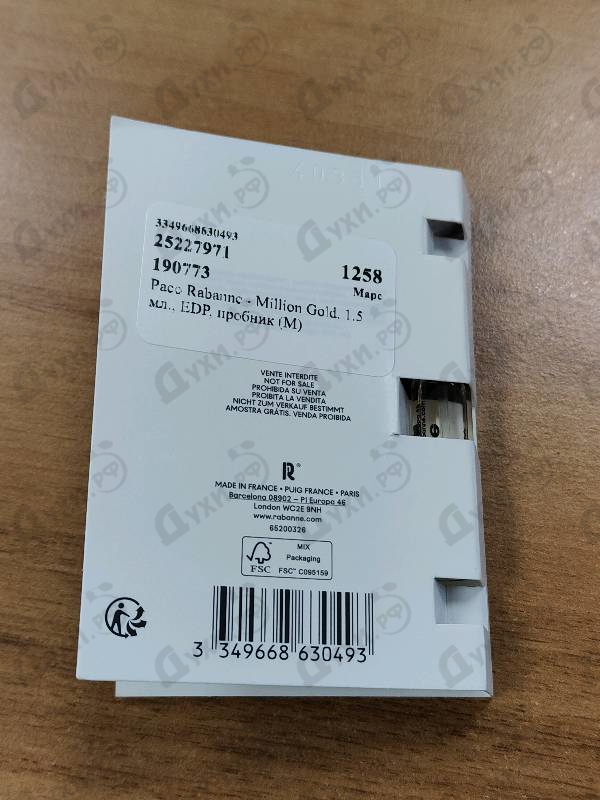 3349668630493
25227971
190773 1258
Марс
Paco Rabanne - Million Gold. 1.5
мл., EDP, пробник (M)
VENTE INTERDITE
NOT FOR SALE
PROHIBIDA SU VENTA
PROIBITA LA VENDITA
NICHT ZUM VERKAUF BESTIMMT
AMOSTRA GRÁTIS. VENDA PROIBIDA
R®
MADE IN FRANCE • PUIG FRANCE • PARIS
Barcelona 08902 – Pl Europa 46
London WC2E 9NH
www.rabanne.com
65200326
FSC
MIX
Packaging
FSC™ C095159
3 349668 630493
Духи.рф